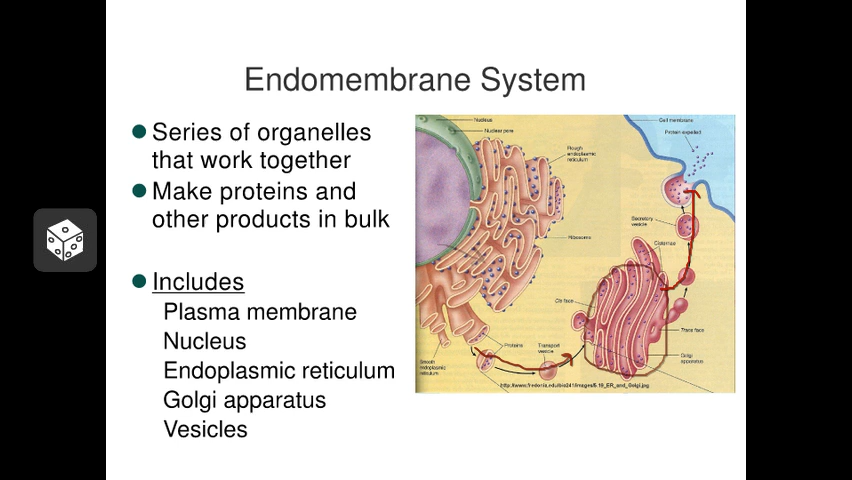 Endomembrane System
Series of organelles
that work together
Make proteins and
other products in bulk
Includes
Plasma membrane
Nucleus
Endoplasmic reticulum
Golgi apparatus
Vesicles
Nucleus
Nuclear pore
Rough
endoplasmic
reticulum
Ribosome
Cell membrane
Protein expelled
Secretory
vesicle
Cisternae
Cis face
Trans face
Golgi
apparatus
Proteins
Transport
vesicle
Smooth
endoplasmic
reticulum